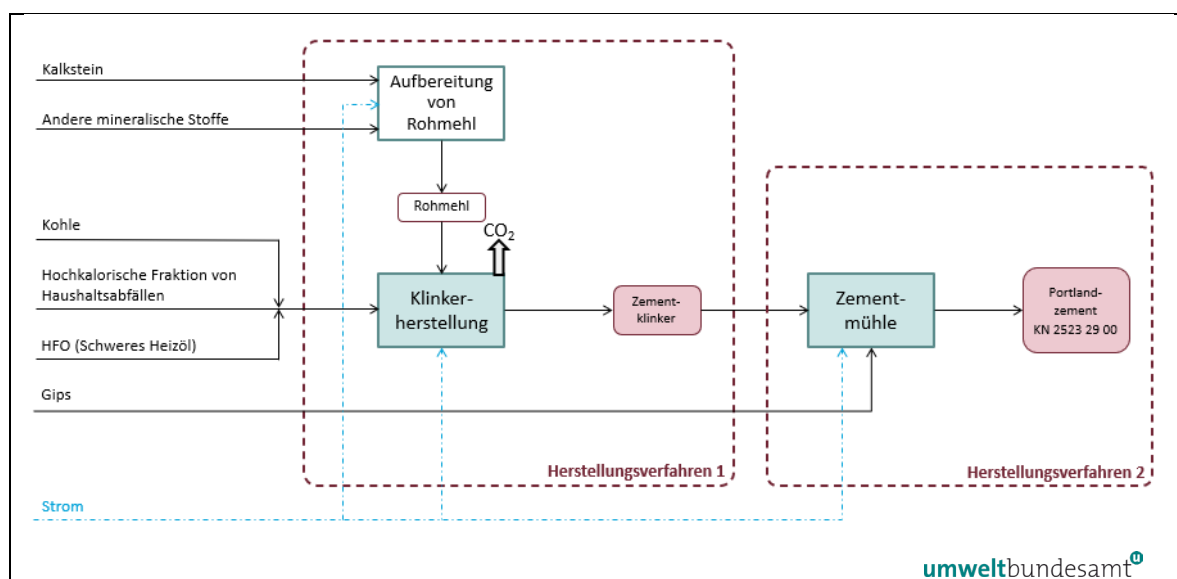 Kalkstein
Andere mineralische Stoffe
Aufbereitung
von
Rohmehl
Rohmehl
CO2
Kohle
Hochkalorische Fraktion von
Haushaltsabfällen
HFO (Schweres Heizöl)
Gips
Klinker-
herstellung
Zement-
klinker
Zement-
mühle
Portland-
zement
KN 2523 29 00
Herstellungsverfahren 1
Herstellungsverfahren 2
Strom
umweltbundesamt
u